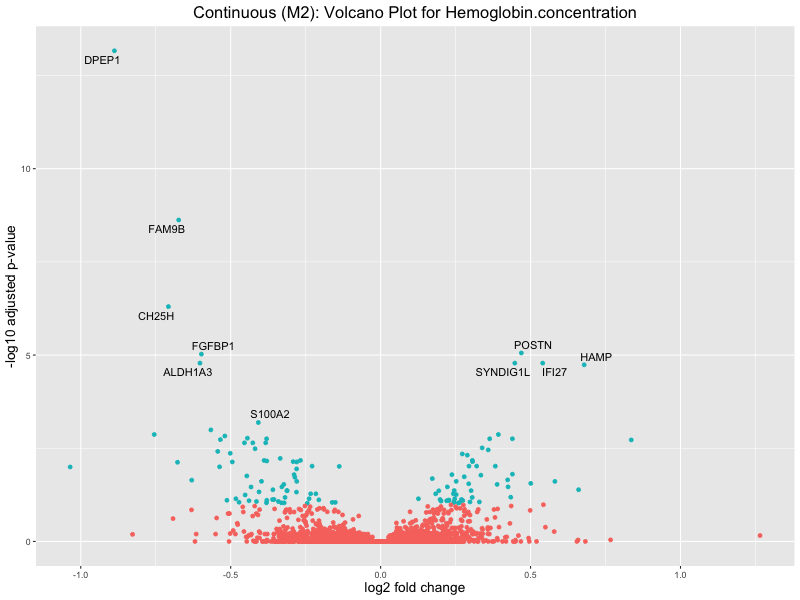 Continuous (M2): Volcano Plot for Hemoglobin.concentration
DPEP1
10
FAM9B
-log10 adjusted p-value
CH25H
FGFBP1
POSTN
5
HAMP
ALDH1A3
SYNDIG1L
IFI27
S100A2
0
-1.0
-0.5
0.0
0.5
1.0
log2 fold change